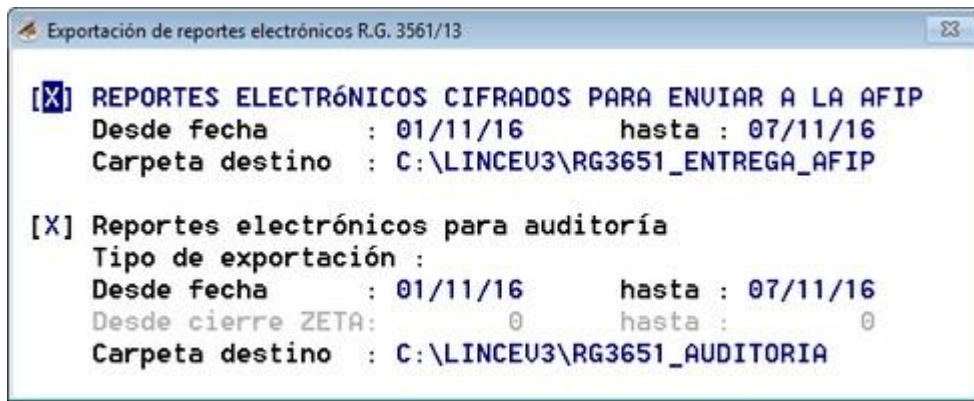 Exportación de reportes electrónicos R.G. 3561/13
[X] REPORTES ELECTRóNICOS CIFRADOS PARA ENVIAR A LA AFIP
Desde fecha : 01/11/16 hasta : 07/11/16
Carpeta destino : C:\LINCEV3\RG3651_ENTREGA_AFIP
[X] Reportes electrónicos para auditoría
Tipo de exportación :
Desde fecha : 01/11/16 hasta : 07/11/16
Desde cierre ZETA: 0 hasta : 0
Carpeta destino : C:\LINCEV3\RG3651_AUDITORIA